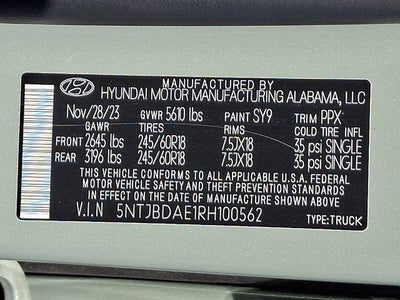 MANUFACTURED BY
HYUNDAI MOTOR MANUFACTURING ALABAMA, LLC
Nov/28/23 GVWR 5610 lbs PAINT SY9 TRIM PPX
GAWR TIRES RIMS COLD TIRE INFL
FRONT 2645 lbs 245/60R18 7.5JX18 35 psi SINGLE
REAR 3196 lbs 245/60R18 7.5JX18 35 psi SINGLE
THIS VEHICLE CONFORMS TO ALL APPLICABLE U.S. FEDERAL
MOTOR VEHICLE SAFETY AND THEFT PREVENTION STANDARDS
IN EFFECT ON THE DATE OF MANUFACTURE SHOWN ABOVE.
V.I.N 5NTJBDAE1RH100562 TYPE:TRUCK